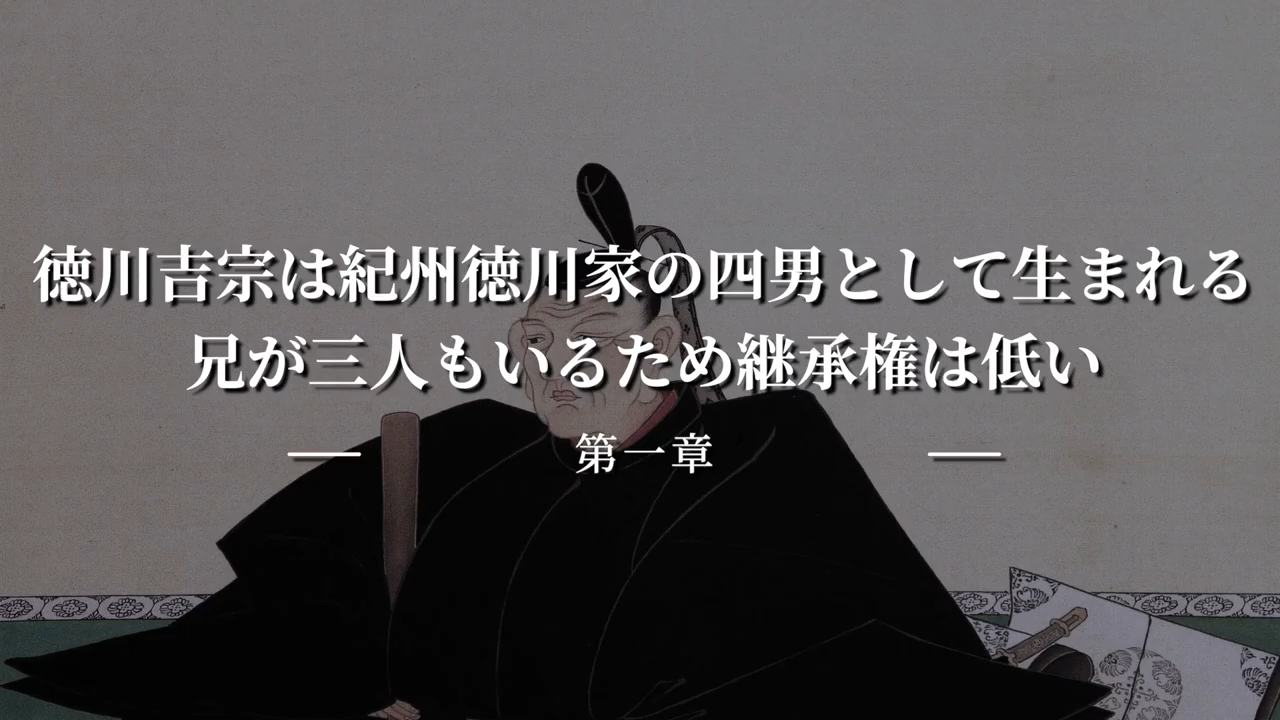 徳川吉宗は紀州徳川家の四男として生まれる
兄が三人もいるため継承権は低い
第一章